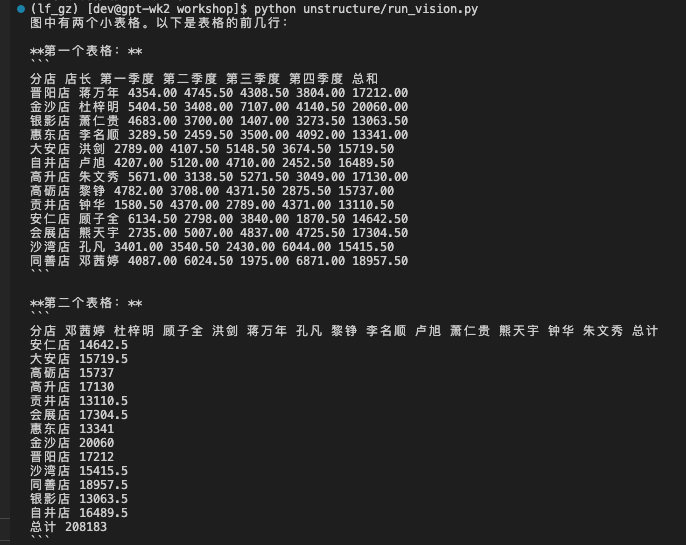 (lf_gz) [dev@gpt-wk2 workshop]$ python unstructure/run_vision.py
图中有两个小表格。以下是表格的前几行：
**第一个表格：**
```
分店 店长 第一季度 第二季度 第三季度 第四季度 总和
晋阳店 蒋万年 4354.00 4745.50 4308.50 3804.00 17212.00
金沙店 杜梓明 5404.50 3408.00 7107.00 4140.50 20060.00
银影店 萧仁贵 4683.00 3700.00 1407.00 3273.50 13063.50
惠东店 李名顺 3289.50 2459.50 3500.00 4092.00 13341.00
大安店 洪剑 2789.00 4107.50 5148.50 3674.50 15719.50
自井店 卢旭 4207.00 5120.00 4710.00 2452.50 16489.50
高升店 朱文秀 5671.00 3138.50 5271.50 3049.00 17130.00
高砺店 黎铮 4782.00 3708.00 4371.50 2875.50 15737.00
贡井店 钟华 1580.50 4370.00 2789.00 4371.00 13110.50
安仁店 顾子全 6134.50 2798.00 3840.00 1870.50 14642.50
会展店 熊天宇 2735.00 5007.00 4837.00 4725.50 17304.50
沙湾店 孔凡 3401.00 3540.50 2430.00 6044.00 15415.50
同善店 邓茜婷 4087.00 6024.50 1975.00 6871.00 18957.50
```
**第二个表格：**
```
分店 邓茜婷 杜梓明 顾子全 洪剑 蒋万年 孔凡 黎铮 李名顺 卢旭 萧仁贵 熊天宇 钟华 朱文秀 总计
安仁店 14642.5
大安店 15719.5
高砺店 15737
高升店 17130
贡井店 13110.5
会展店 17304.5
惠东店 13341
金沙店 20060
晋阳店 17212
沙湾店 15415.5
同善店 18957.5
银影店 13063.5
自井店 16489.5
总计 208183
```